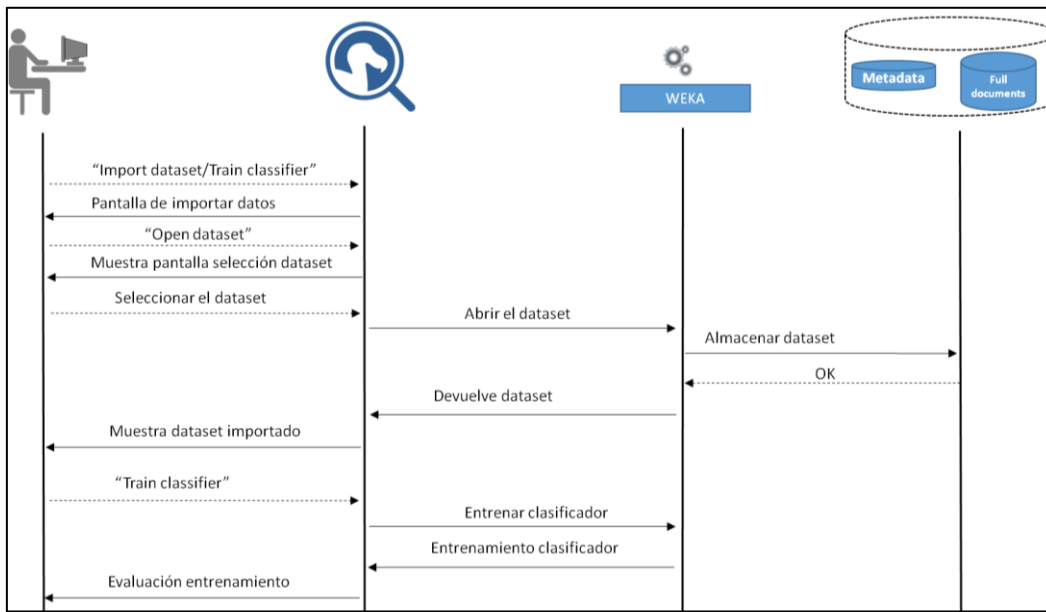 WEKA
Metadata
Full
documents
“Import dataset/Train classifier”
Pantalla de importar datos
“Open dataset”
Muestra pantalla selección dataset
Seleccionar el dataset
Abrir el dataset
Almacenar dataset
OK
Devuelve dataset
Muestra dataset importado
“Train classifier”
Entrenar clasificador
Entrenamiento clasificador
Evaluación entrenamiento